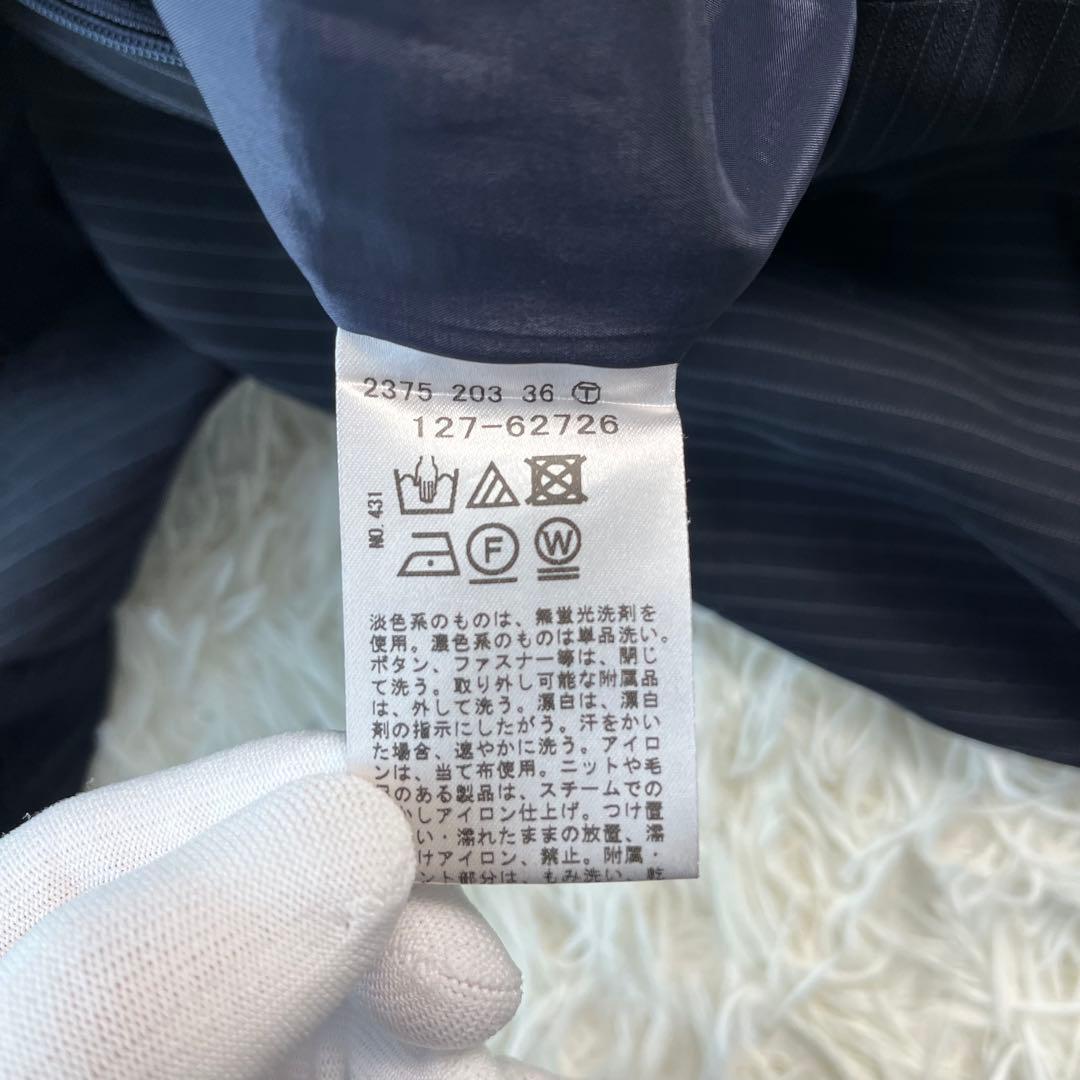 2375 203 36 Ⓣ
127-62726
NO.431
F W
淡色系のものは、無蛍光洗剤を
使用。濃色系のものは単品洗い。
ボタン、ファスナー等は、閉じ
て洗う。取り外し可能な附属品
は、外して洗う。漂白は、漂白
剤の指示にしたがう。汗をかい
た場合、速やかに洗う。アイロ
ンは、当て布使用。ニットや毛
のある製品は、スチームでの
かしアイロン仕上げ。つけ置
い・濡れたままの放置、濡
けアイロン、禁止。附属・
ント部分は、もみ洗い、乾